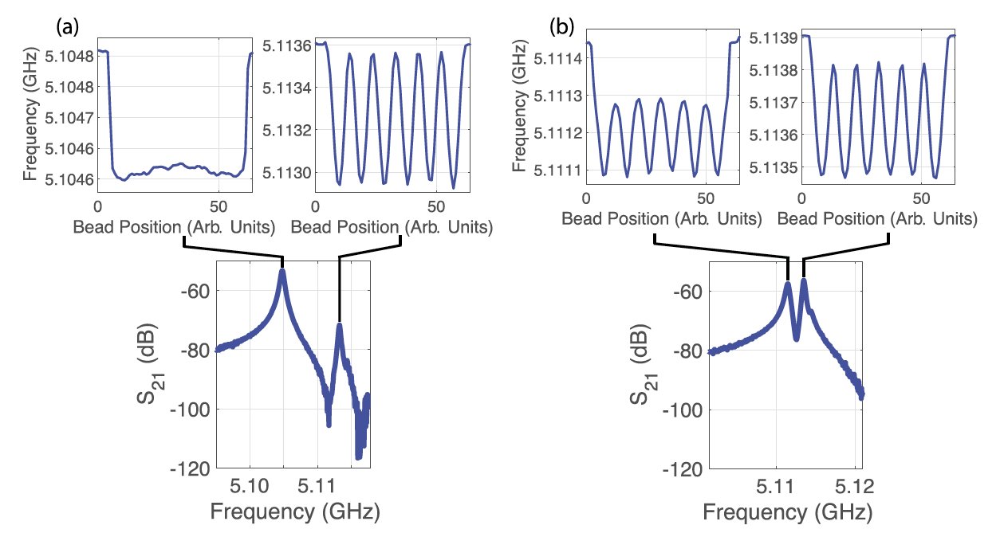 (a)
Frequency (GHz)
5.1048
5.1048
5.1047
5.1046
5.1046
0 50
Bead Position (Arb. Units)
5.1136
5.1134
5.1132
5.1130
0 50
Bead Position (Arb. Units)
S21 (dB)
-60
-80
-100
-120
5.10 5.11
Frequency (GHz)
(b)
Frequency (GHz)
5.1114
5.1113
5.1112
5.1111
0 50
Bead Position (Arb. Units)
5.1139
5.1138
5.1137
5.1136
5.1135
0 50
Bead Position (Arb. Units)
S21 (dB)
-60
-80
-100
-120
5.11 5.12
Frequency (GHz)